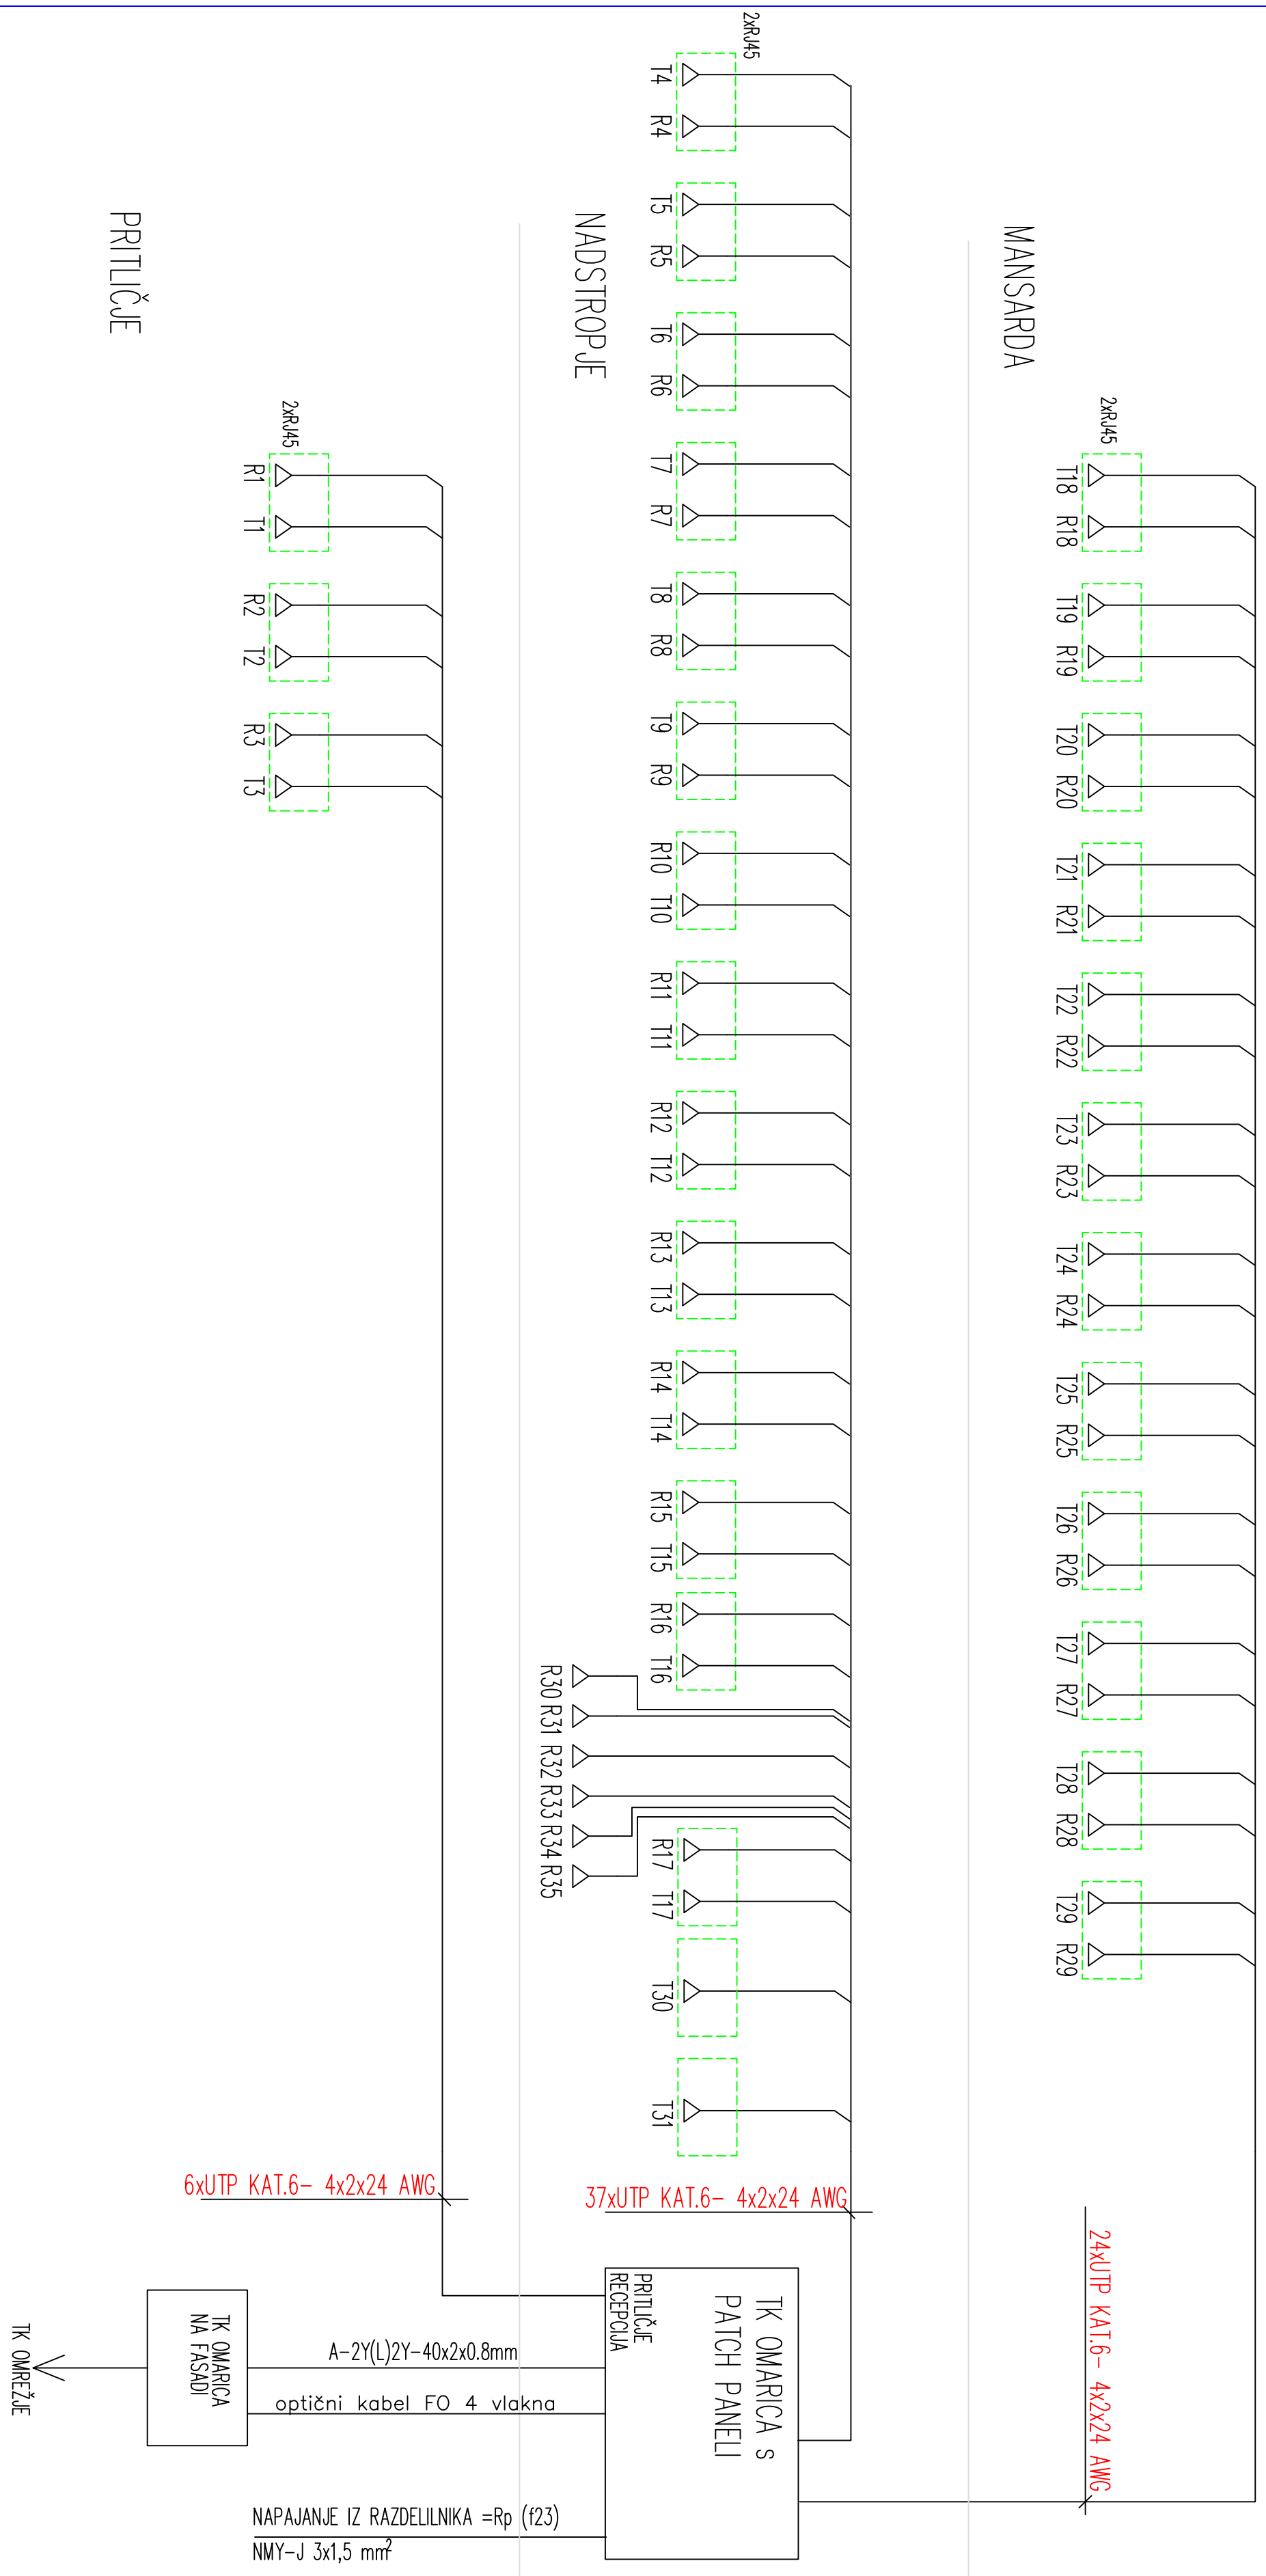 MANSARDA
2xRJ45
T18
R18
T19
R19
T20
R20
T21
R21
T22
R22
T23
R23
T24
R24
T25
R25
T26
R26
T27
R27
T28
R28
T29
R29
24xUTP KAT.6- 4x2x24 AWG
NADSTROPJE
2xRJ45
T4
R4
T5
R5
T6
R6
T7
R7
T8
R8
T9
R9
R10
T10
R11
T11
R12
T12
R13
T13
R14
T14
R15
T15
R16
T16
R30
R31
R32
R33
R34
R35
R17
T17
T30
T31
37xUTP KAT.6- 4x2x24 AWG
PRITLIČJE
2xRJ45
R1
T1
R2
T2
R3
T3
6xUTP KAT.6- 4x2x24 AWG
TK OMARICA s
PATCH PANELI
PRITLIČJE
RECEPCIJA
TK OMARICA
NA FASADI
A-2Y(L)2Y-40x2x0.8mm
optični kabel FO 4 vlakna
TK OMREŽJE
NAPAJANJE IZ RAZDELILNIKA =Rp (f23)
NMY-J 3x1,5 mm²